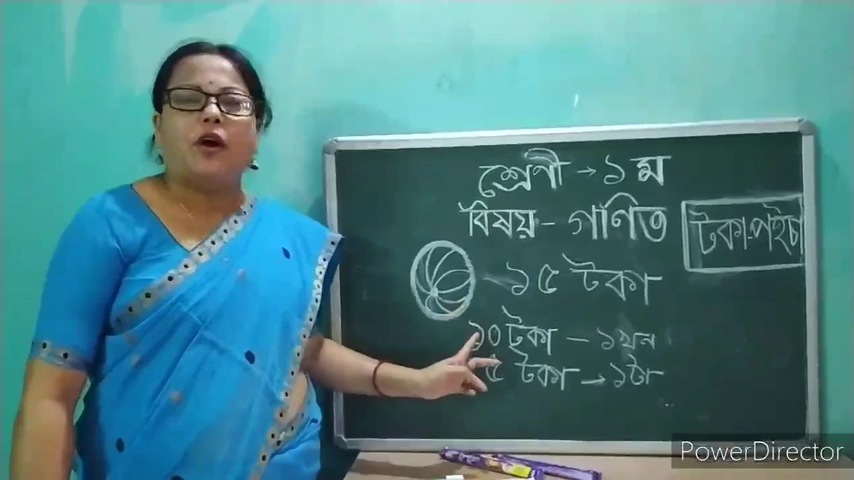 শ্রেণী → ১ম
বিষয় - গণিত
টকা-পইচা
১৫ টকা
১০ টকা - ১খন
৫ টকা → ১টা
PowerDirector